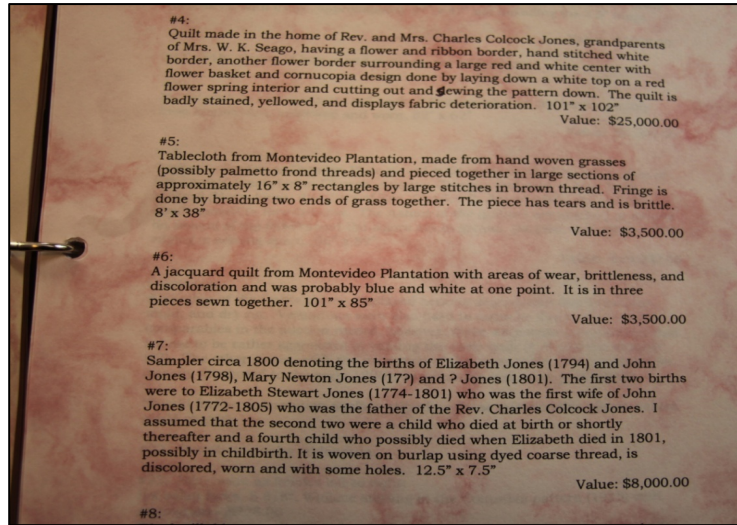 #4:
Quilt made in the home of Rev. and Mrs. Charles Colcock Jones, grandparents
of Mrs. W. K. Seago, having a flower and ribbon border, hand stitched white
border, another flower border surrounding a large red and white center with
flower basket and cornucopia design done by laying down a white top on a red
flower spring interior and cutting out and sewing the pattern down. The quilt is
badly stained, yellowed, and displays fabric deterioration. 101" x 102"
Value: $25,000.00
#5:
Tablecloth from Montevideo Plantation, made from hand woven grasses
(possibly palmetto frond threads) and pieced together in large sections of
approximately 16" x 8" rectangles by large stitches in brown thread. Fringe is
done by braiding two ends of grass together. The piece has tears and is brittle.
8' x 38"
Value: $3,500.00
#6:
A jacquard quilt from Montevideo Plantation with areas of wear, brittleness, and
discoloration and was probably blue and white at one point. It is in three
pieces sewn together. 101" x 85"
Value: $3,500.00
#7:
Sampler circa 1800 denoting the births of Elizabeth Jones (1794) and John
Jones (1798), Mary Newton Jones (17?) and ? Jones (1801). The first two births
were to Elizabeth Stewart Jones (1774-1801) who was the first wife of John
Jones (1772-1805) who was the father of the Rev. Charles Colcock Jones. I
assumed that the second two were a child who died at birth or shortly
thereafter and a fourth child who possibly died when Elizabeth died in 1801,
possibly in childbirth. It is woven on burlap using dyed coarse thread, is
discolored, worn and with some holes. 12.5" x 7.5"
Value: $8,000.00
#8: